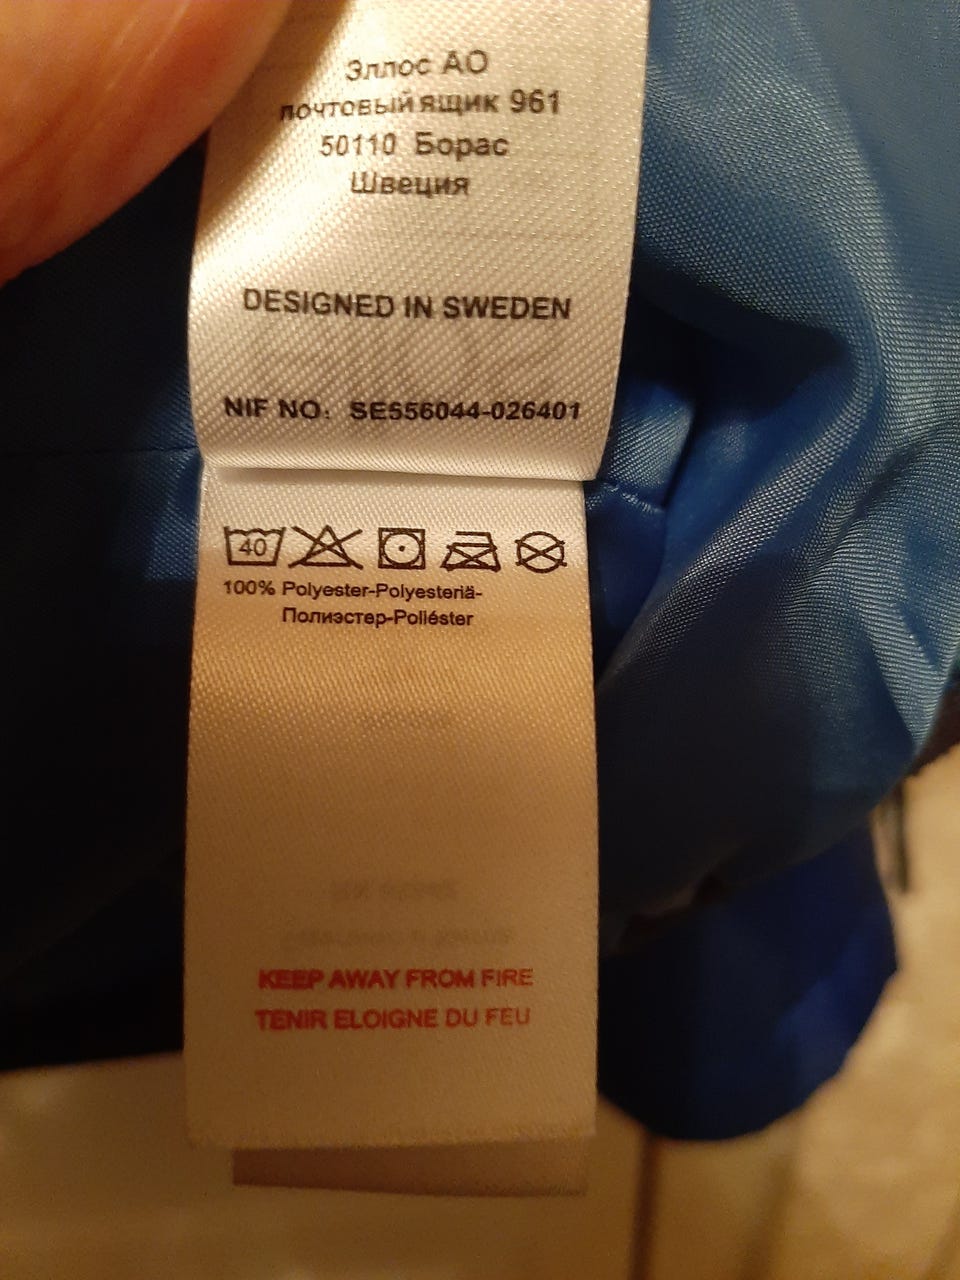 Эллос АО
почтовый ящик 961
50110 Борас
Швеция
DESIGNED IN SWEDEN
NIF NO: SE556044-026401
40
100% Polyester-Polyesteriä-
Полиэстер-Poliéster
KEEP AWAY FROM FIRE
TENIR ELOIGNE DU FEU